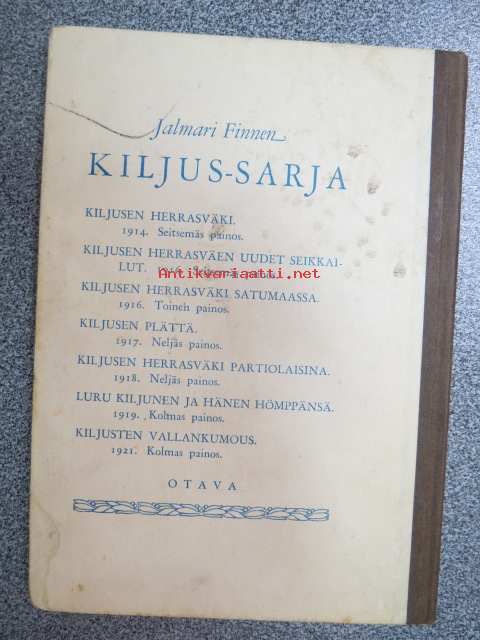 Jalmari Finnen
KILJUS-SARJA
KILJUSEN HERRASVÄKI.
1914. Seitsemäs painos.
KILJUSEN HERRASVÄEN UUDET SEIKKAI-
LUT. painos.
Antikvariaatti.net
KILJUSEN HERRASVÄKI SATUMAASSA.
1916. Toinen painos.
KILJUSEN PLÄTTÄ.
1917. Neljäs painos.
KILJUSEN HERRASVÄKI PARTIOLAISINA.
1918. Neljäs painos.
LURU KILJUNEN JA HÄNEN HÖMPPÄNSÄ.
1919. Kolmas painos.
KILJUSTEN VALLANKUMOUS.
1921. Kolmas painos.
OTAVA